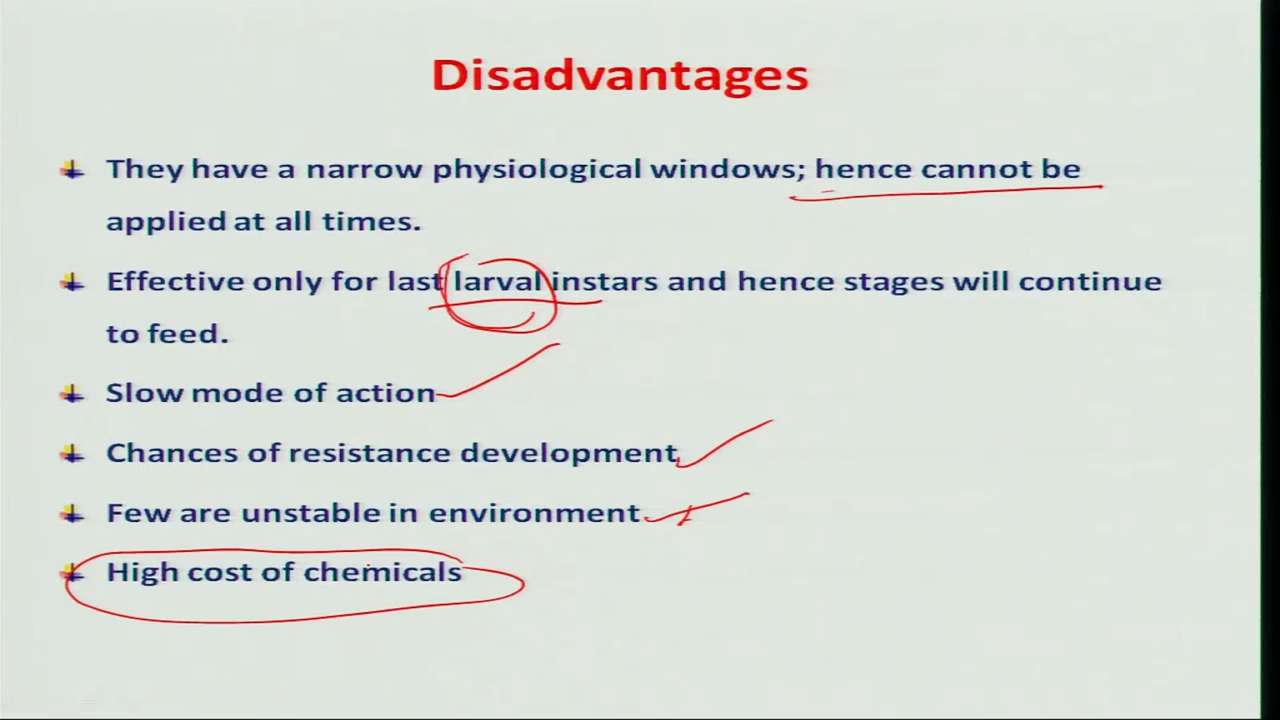 Disadvantages
They have a narrow physiological windows; hence cannot be
applied at all times.
Effective only for last larval instars and hence stages will continue
to feed.
Slow mode of action
Chances of resistance development
Few are unstable in environment
High cost of chemicals